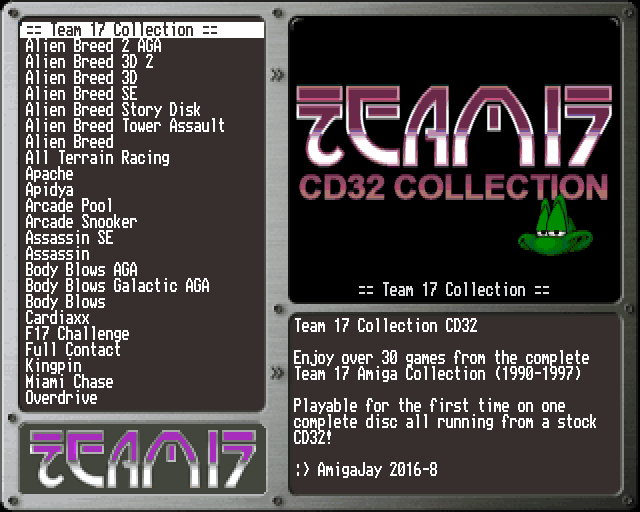 == Team 17 Collection ==
Alien Breed 2 AGA
Alien Breed 3D 2
Alien Breed 3D
Alien Breed SE
Alien Breed Story Disk
Alien Breed Tower Assault
Alien Breed
All Terrain Racing
Apache
Apidya
Arcade Pool
Arcade Snooker
Assassin SE
Assassin
Body Blows AGA
Body Blows Galactic AGA
Body Blows
Cardiaxx
F17 Challenge
Full Contact
Kingpin
Miami Chase
Overdrive
TEAM17
TEAM17
CD32 COLLECTION
== Team 17 Collection ==
Team 17 Collection CD32
Enjoy over 30 games from the complete
Team 17 Amiga Collection (1990-1997)
Playable for the first time on one
complete disc all running from a stock
CD32!
:) AmigaJay 2016-8